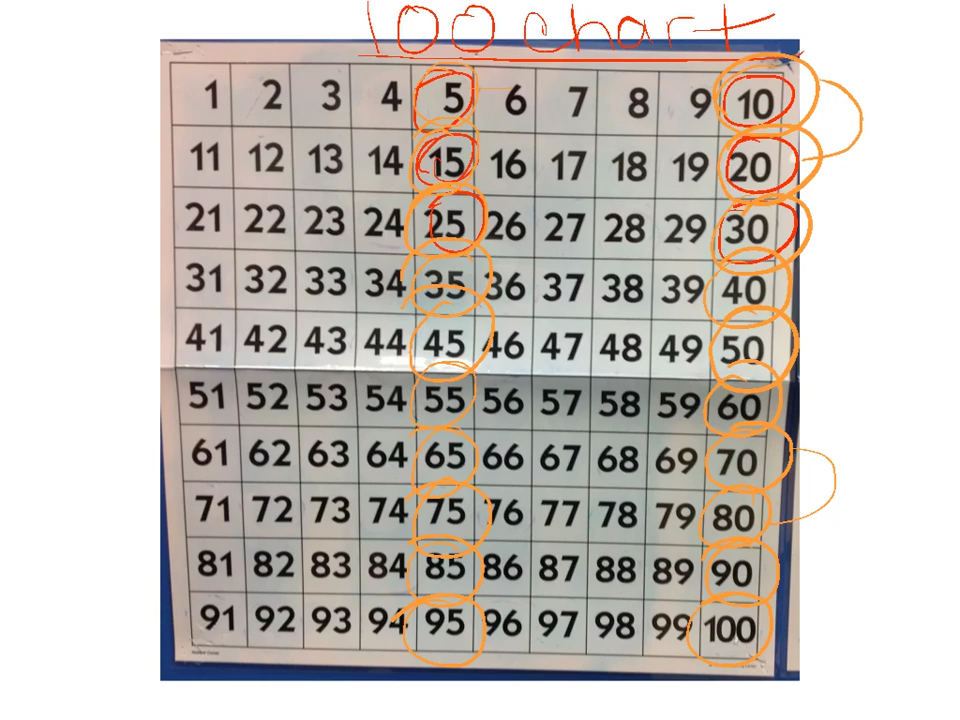 100 chart
1 2 3 4 5 6 7 8 9 10
11 12 13 14 15 16 17 18 19 20
21 22 23 24 25 26 27 28 29 30
31 32 33 34 35 36 37 38 39 40
41 42 43 44 45 46 47 48 49 50
51 52 53 54 55 56 57 58 59 60
61 62 63 64 65 66 67 68 69 70
71 72 73 74 75 76 77 78 79 80
81 82 83 84 85 86 87 88 89 90
91 92 93 94 95 96 97 98 99 100